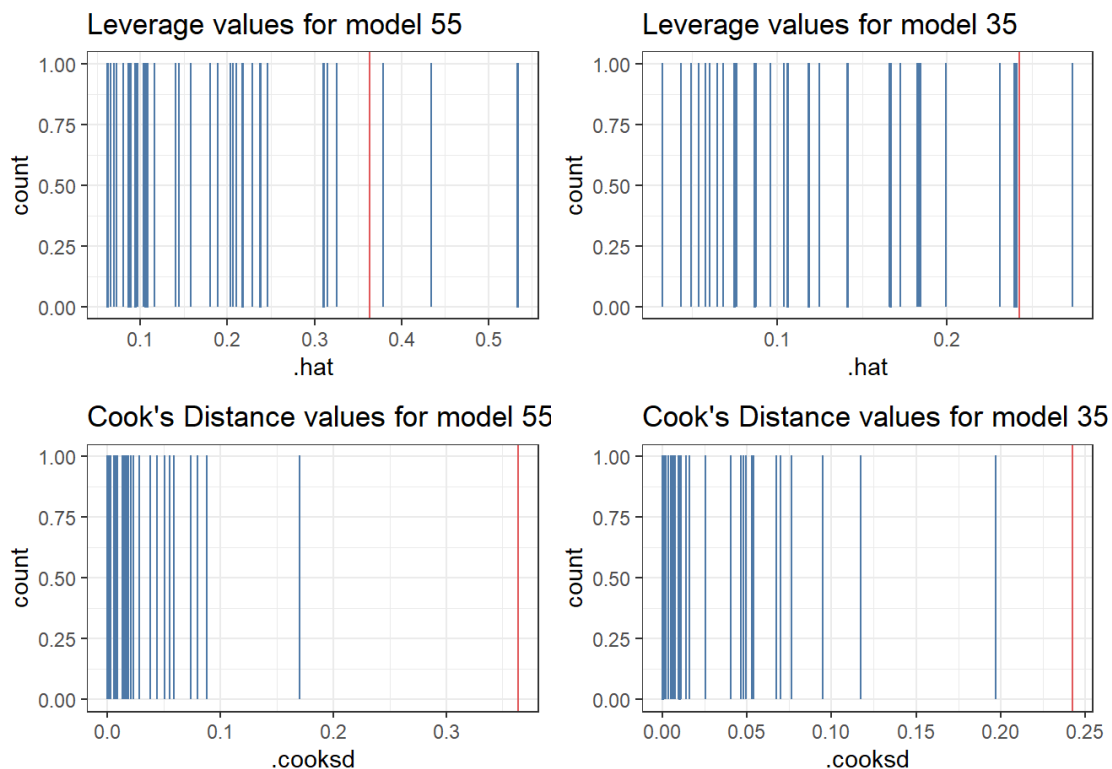 Leverage values for model 55
1.00
0.75
0.50
0.25
0.00
count
0.1 0.2 0.3 0.4 0.5
.hat
Leverage values for model 35
1.00
0.75
0.50
0.25
0.00
count
0.1 0.2
.hat
Cook's Distance values for model 55
1.00
0.75
0.50
0.25
0.00
count
0.0 0.1 0.2 0.3
.cooksd
Cook's Distance values for model 35
1.00
0.75
0.50
0.25
0.00
count
0.00 0.05 0.10 0.15 0.20 0.25
.cooksd